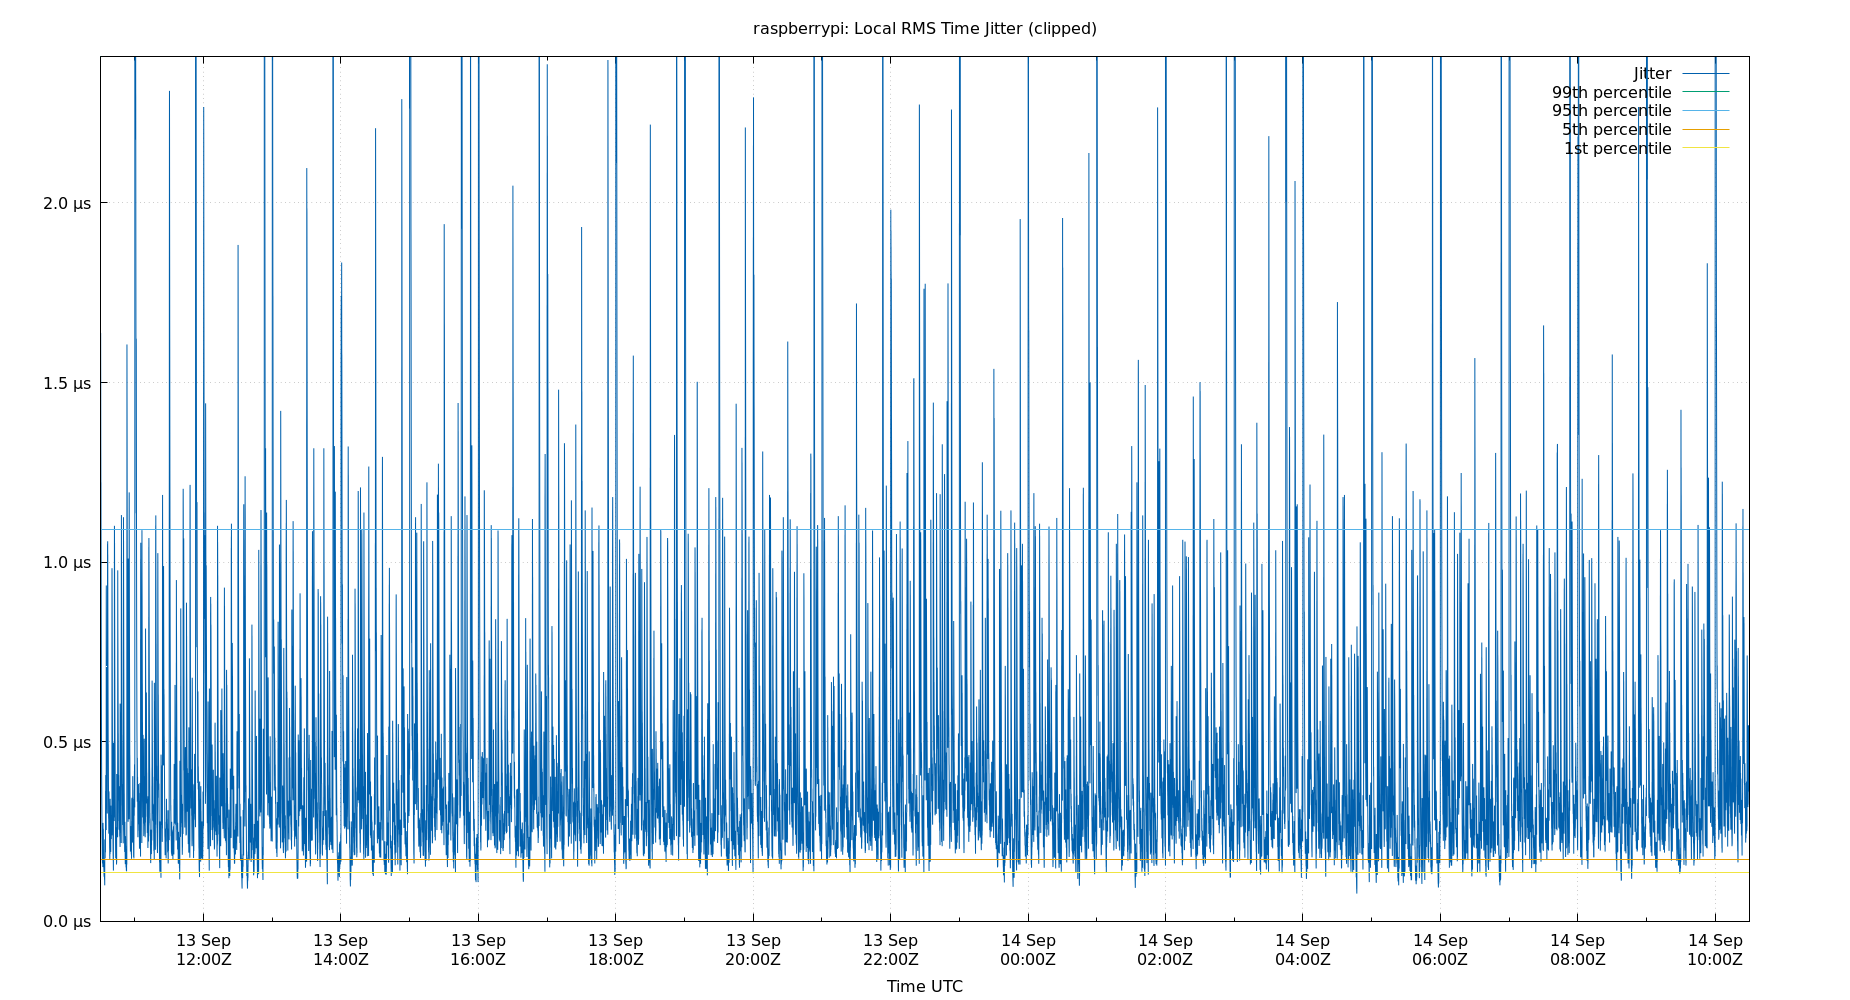 raspberrypi: Local RMS Time Jitter (clipped)
Jitter
99th percentile
95th percentile
5th percentile
1st percentile
2.0 µs
1.5 µs
1.0 µs
0.5 µs
0.0 µs
13 Sep 13 Sep 13 Sep 13 Sep 13 Sep 13 Sep 14 Sep 14 Sep 14 Sep 14 Sep 14 Sep 14 Sep
12:00Z 14:00Z 16:00Z 18:00Z 20:00Z 22:00Z 00:00Z 02:00Z 04:00Z 06:00Z 08:00Z 10:00Z
Time UTC